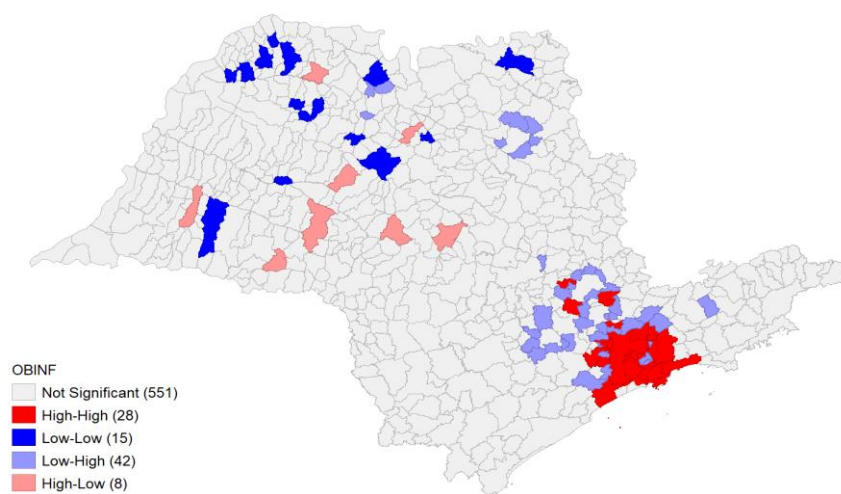 OBINF
Not Significant (551)
High-High (28)
Low-Low (15)
Low-High (42)
High-Low (8)